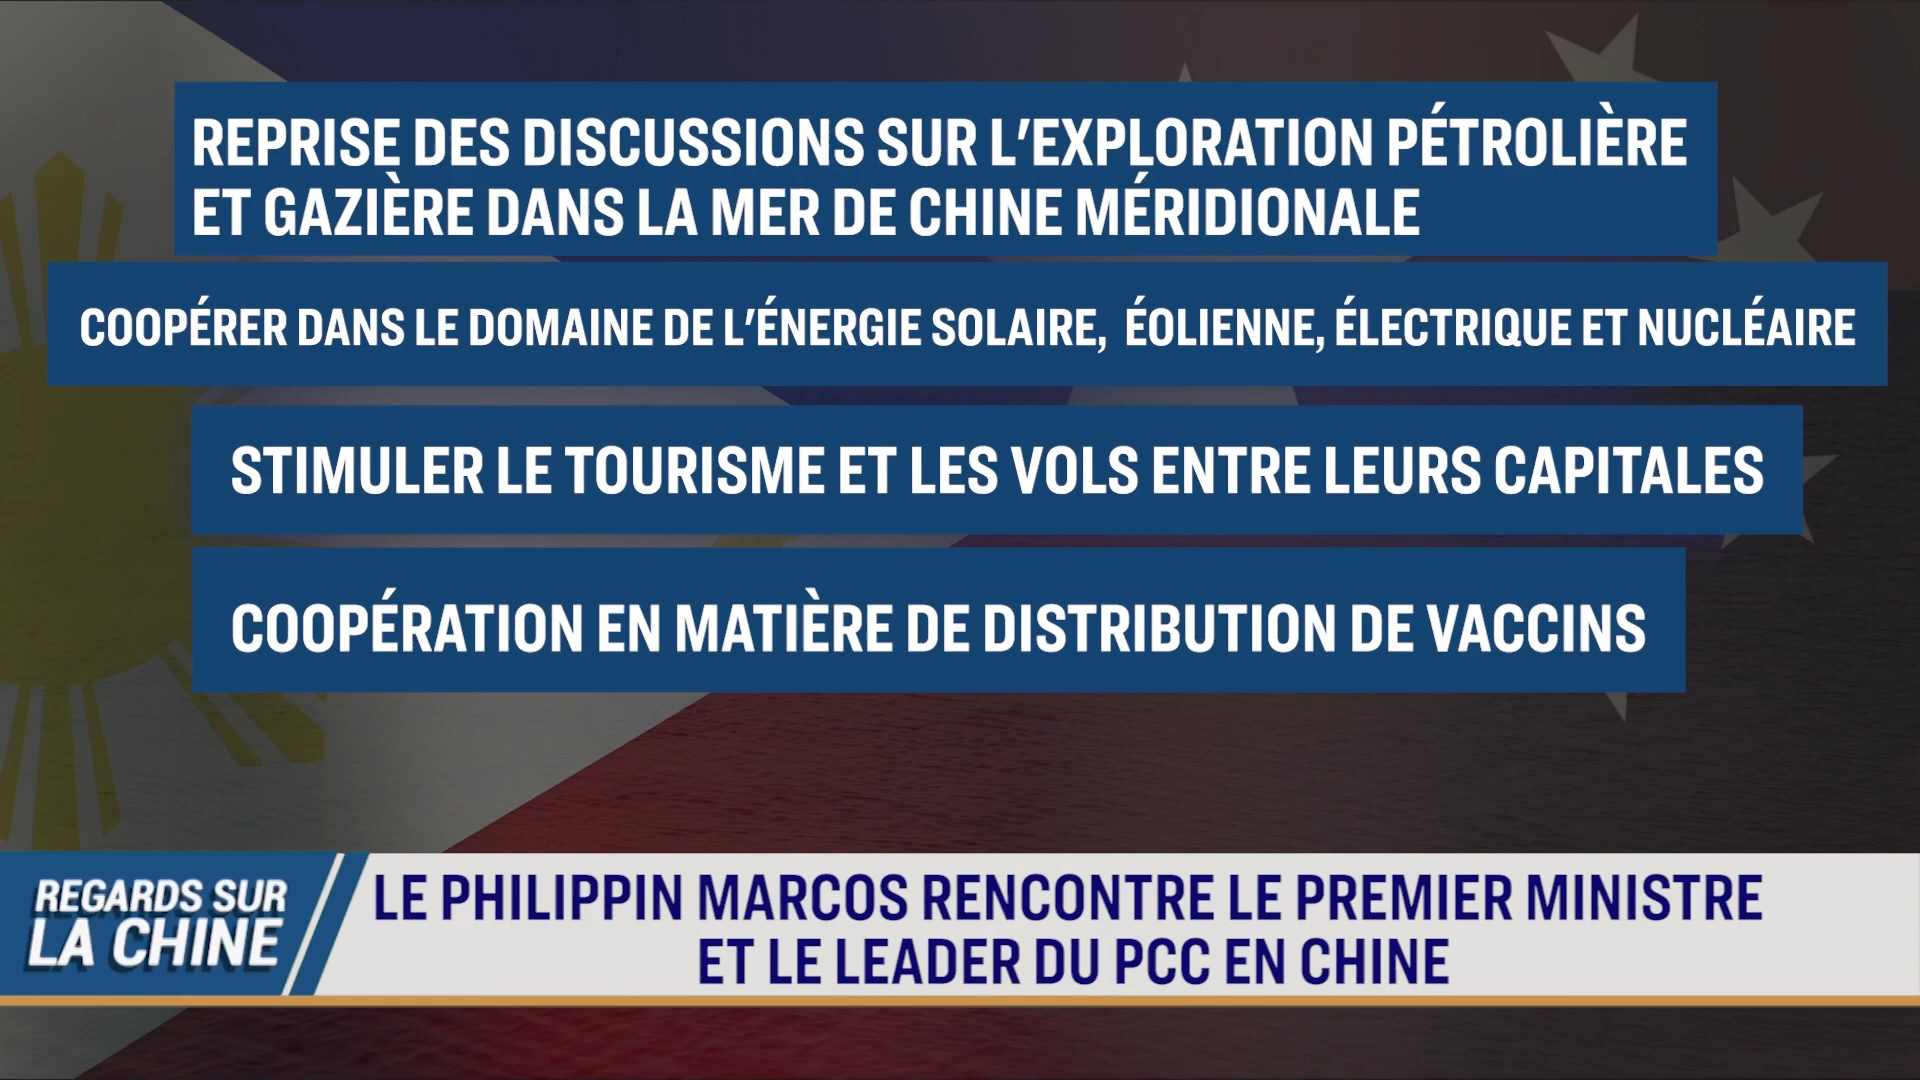 REPRISE DES DISCUSSIONS SUR L'EXPLORATION PÉTROLIÈRE
ET GAZIÈRE DANS LA MER DE CHINE MÉRIDIONALE
COOPÉRER DANS LE DOMAINE DE L'ÉNERGIE SOLAIRE, ÉOLIENNE, ÉLECTRIQUE ET NUCLÉAIRE
STIMULER LE TOURISME ET LES VOLS ENTRE LEURS CAPITALES
COOPÉRATION EN MATIÈRE DE DISTRIBUTION DE VACCINS
REGARDS SUR
LA CHINE
LE PHILIPPIN MARCOS RENCONTRE LE PREMIER MINISTRE
ET LE LEADER DU PCC EN CHINE